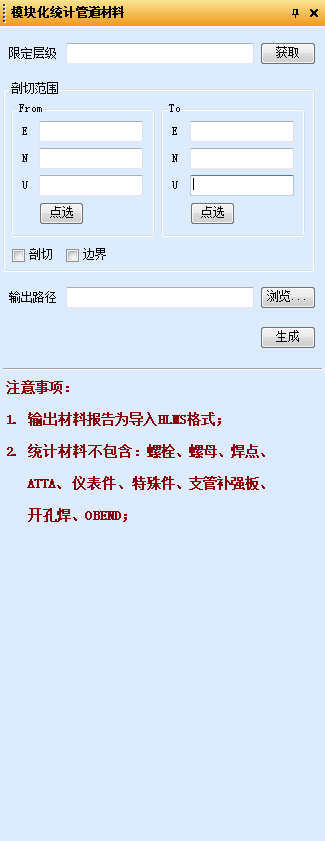 模块化统计管道材料
限定层级 获取
剖切范围
From To
E E
N N
U U
点选 点选
剖切 边界
输出路径 浏览...
生成
注意事项:
1. 输出材料报告为导入HLMS格式;
2. 统计材料不包含:螺栓、螺母、焊点、
ATTA、仪表件、特殊件、支管补强板、
开孔焊、OBEND;